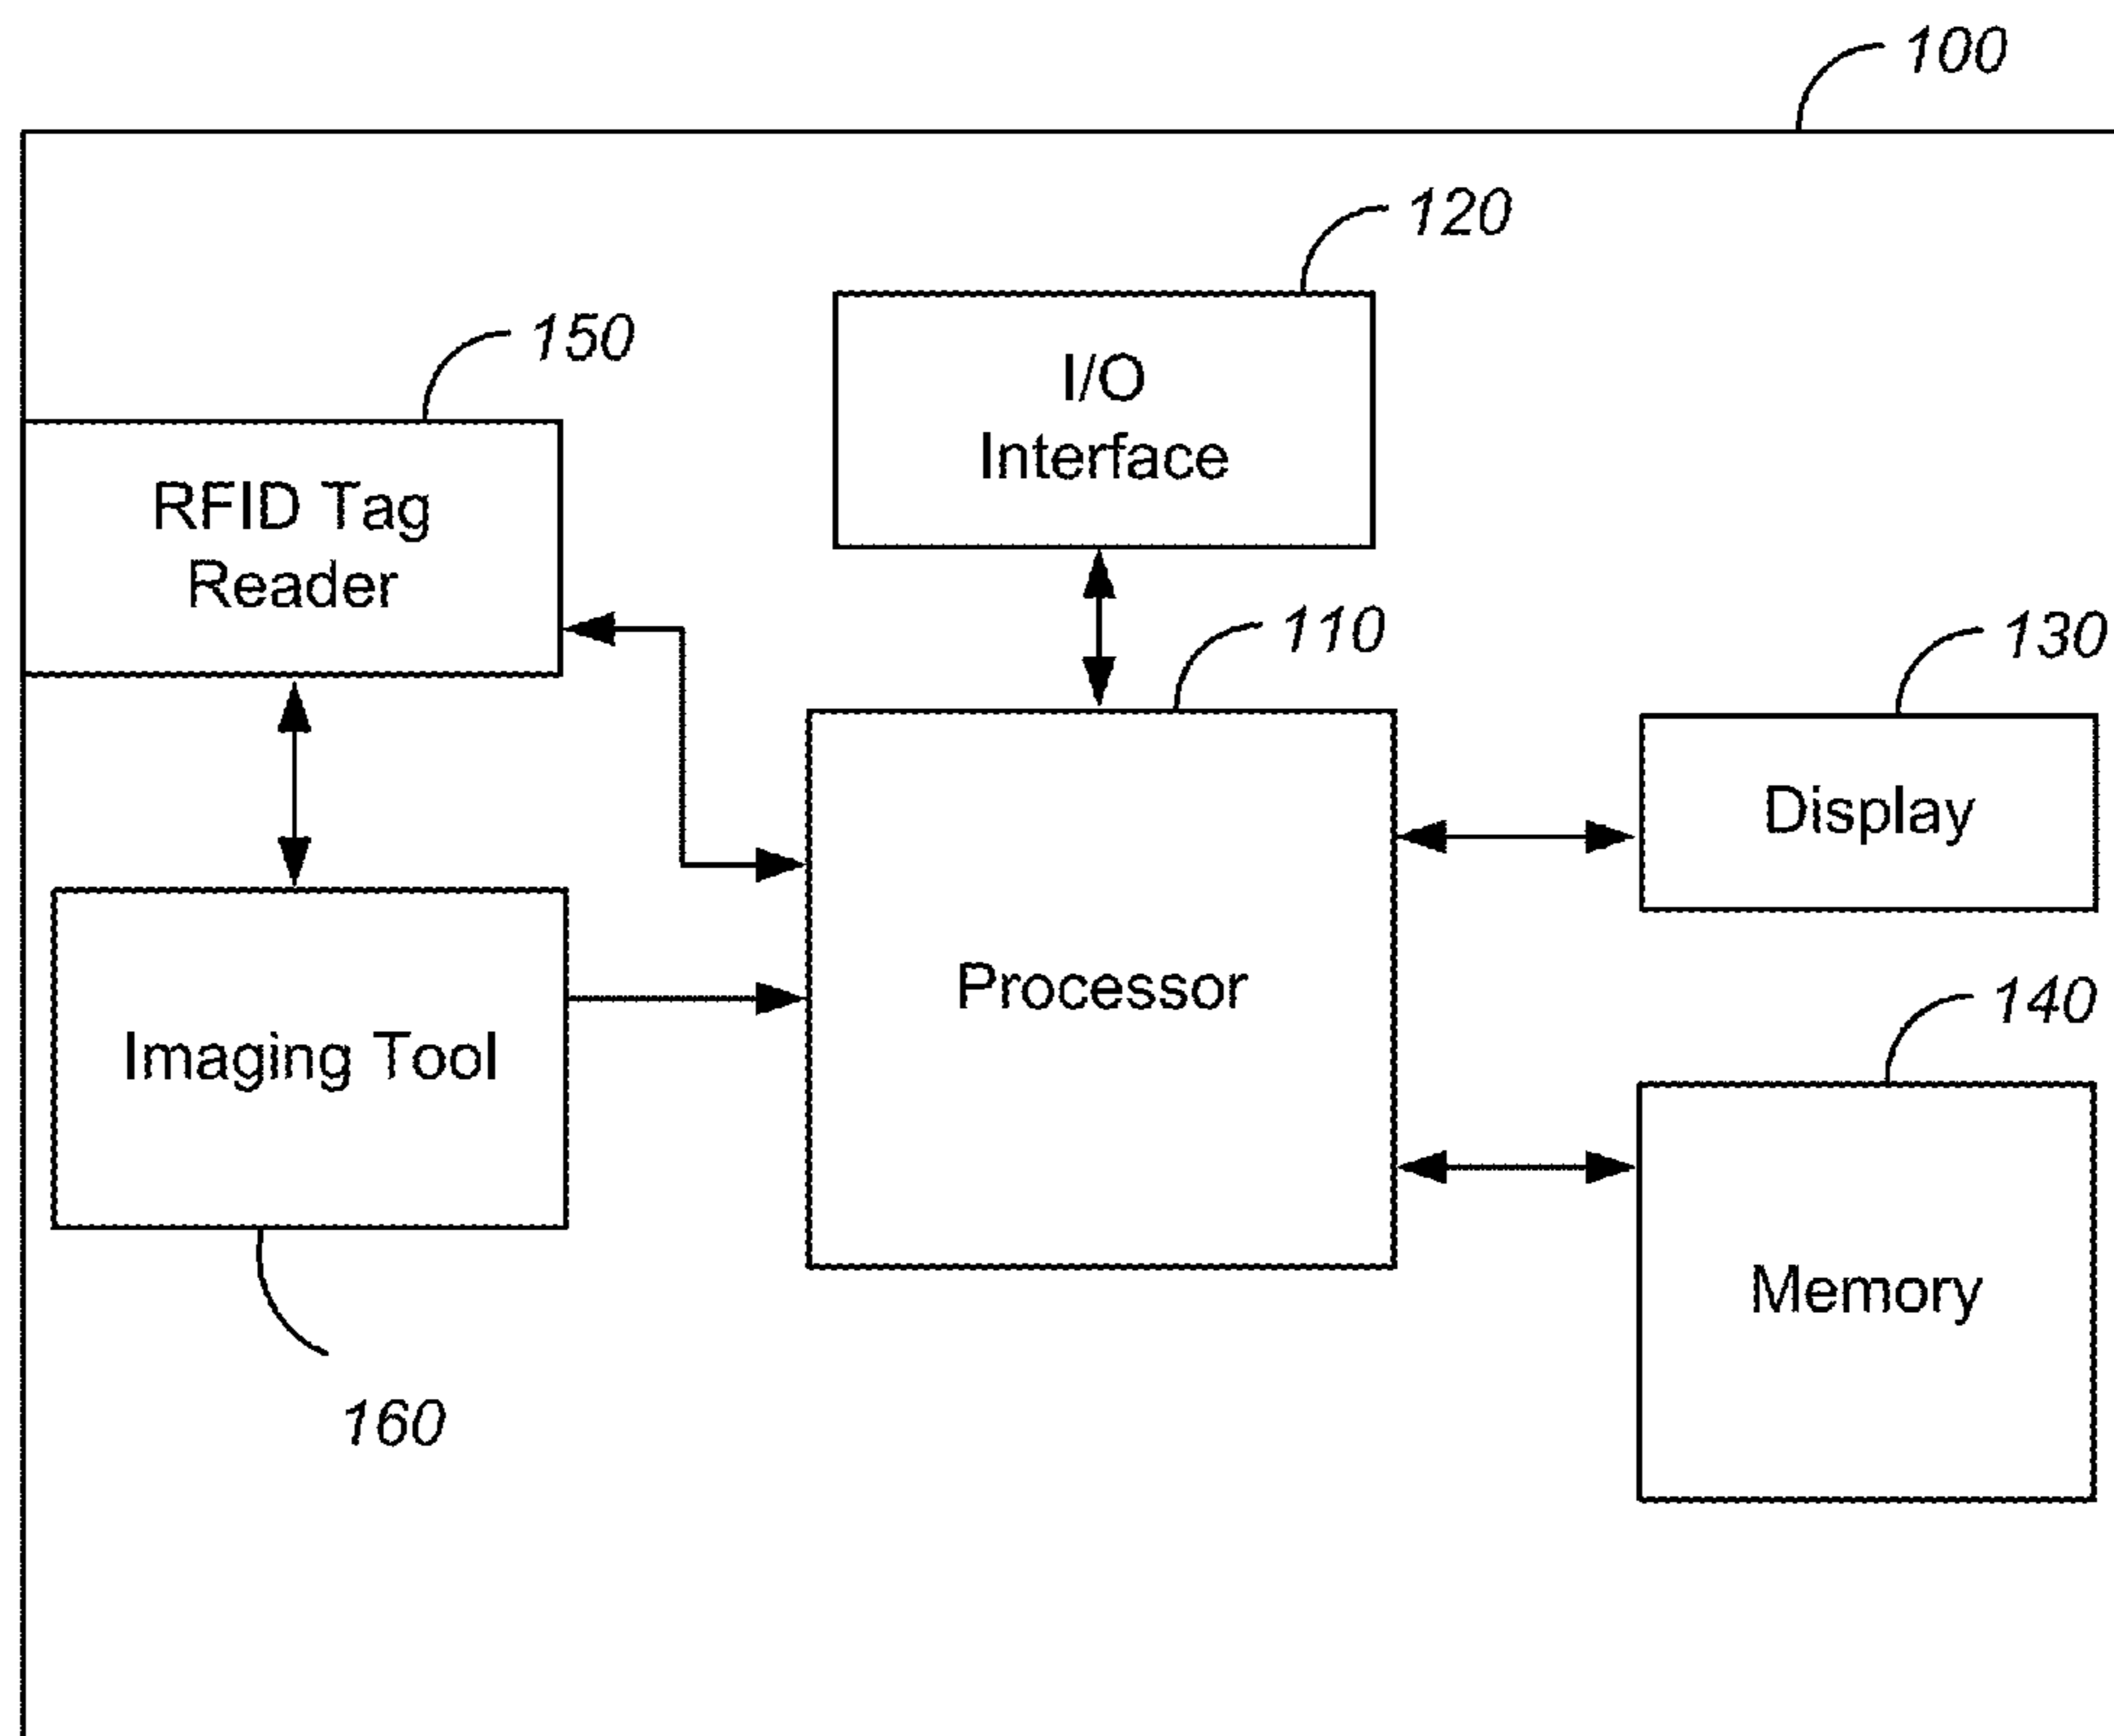 100
120
150
I/O
Interface
RFID Tag
Reader
110
130
Display
Processor
140
Imaging Tool
Memory
160